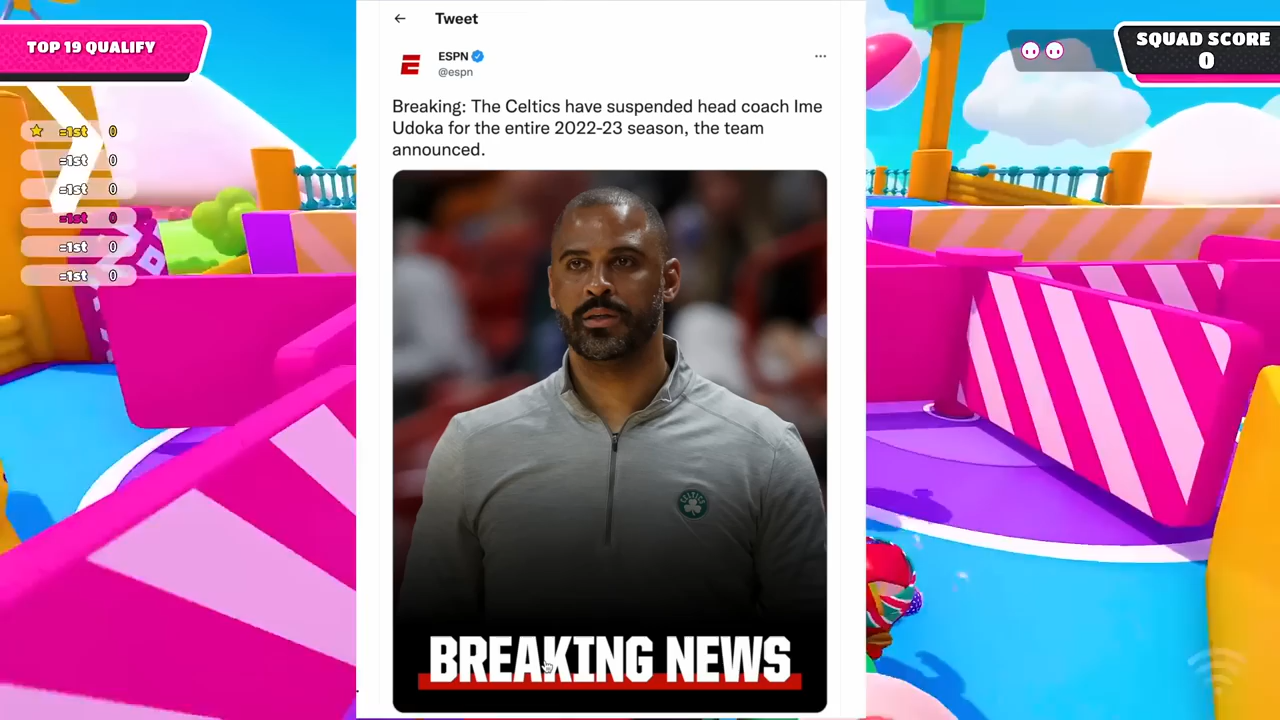 TOP 19 QUALIFY
=1st 0
=1st 0
=1st 0
=1st 0
=1st 0
=1st 0
Tweet
ESPN
@espn
Breaking: The Celtics have suspended head coach Ime
Udoka for the entire 2022-23 season, the team
announced.
CELTICS
BREAKING NEWS
SQUAD SCORE
0